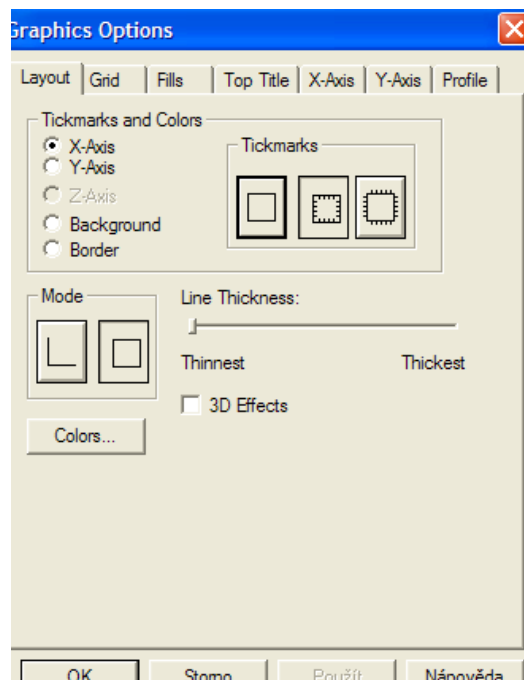 Graphics Options
Layout Grid Fills Top Title X-Axis Y-Axis Profile
Tickmarks and Colors
X-Axis
Y-Axis
Z-Axis
Background
Border
Tickmarks
Mode
Line Thickness:
Thinnest Thickest
3D Effects
Colors...
OK Storno Použít Nápověda